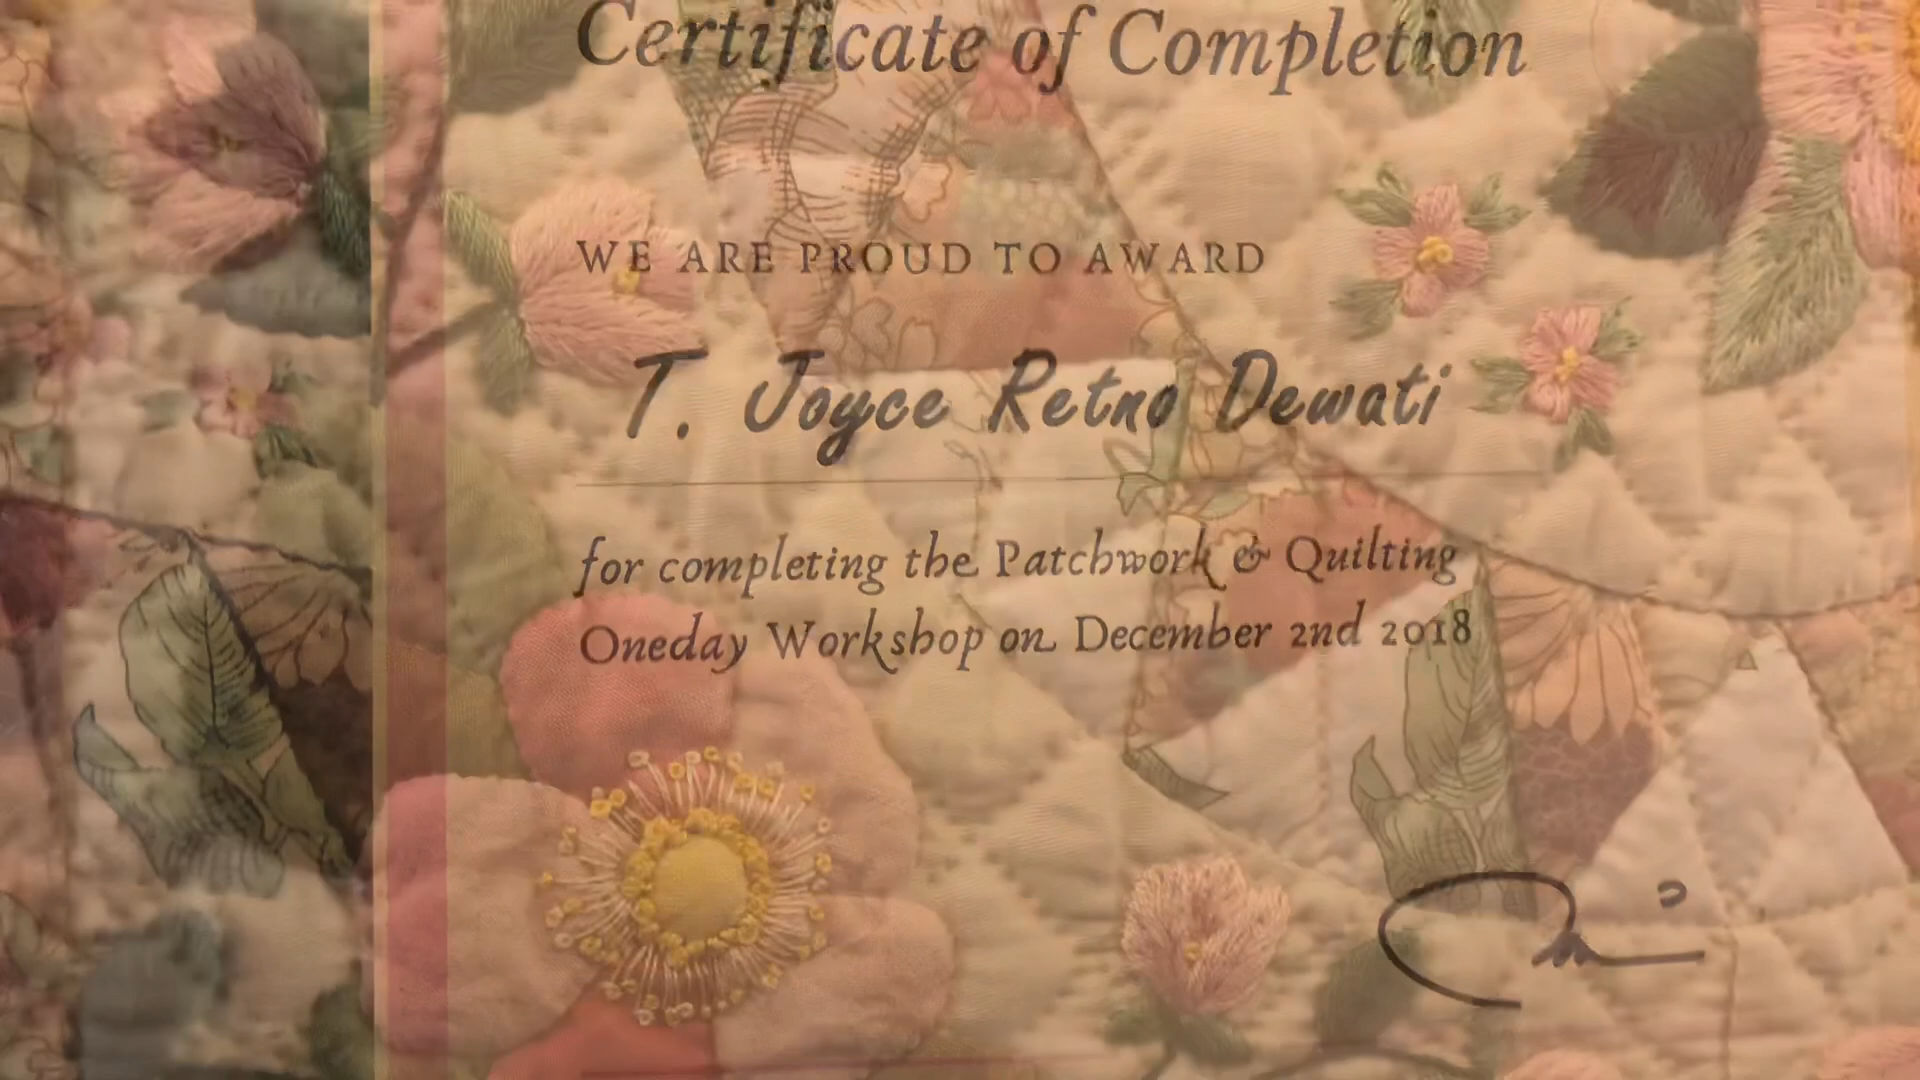 Certificate of Completion
WE ARE PROUD TO AWARD
T. Joyce Retno Dewati
for completing the Patchwork & Quilting
Oneday Workshop on December 2nd 2018